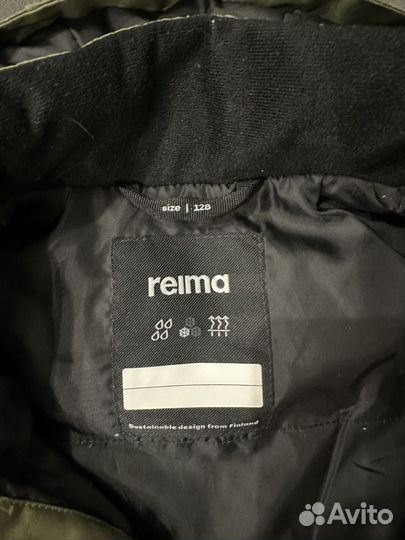 size | 128
reima
Sustainable design from Finland
Avito